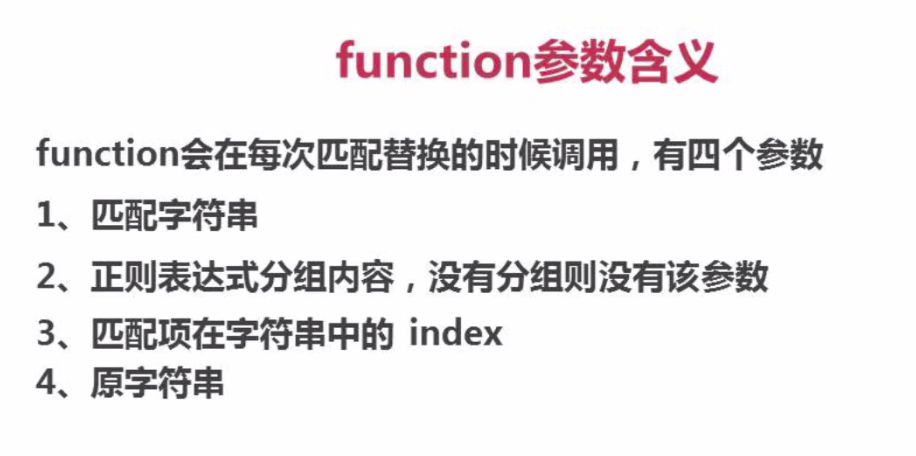 function参数含义
function会在每次匹配替换的时候调用，有四个参数
1、匹配字符串
2、正则表达式分组内容，没有分组则没有该参数
3、匹配项在字符串中的 index
4、原字符串